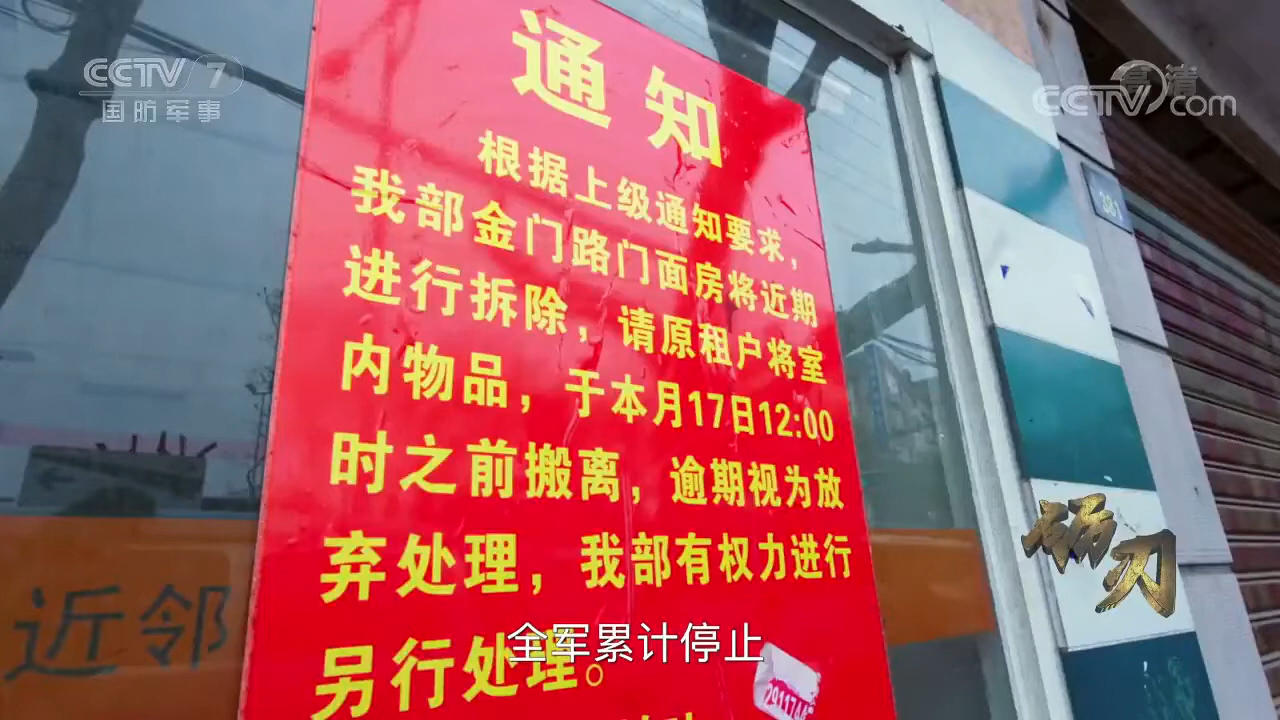 CCTV 7
国防军事
高清
CCTV.com
通知
根据上级通知要求，
我部金门路门面房将近期
进行拆除，请原租户将室
内物品，于本月17日12:00
时之前搬离，逾期视为放
弃处理，我部有权力进行
另行处理。
近邻
砺刃
全军累计停止